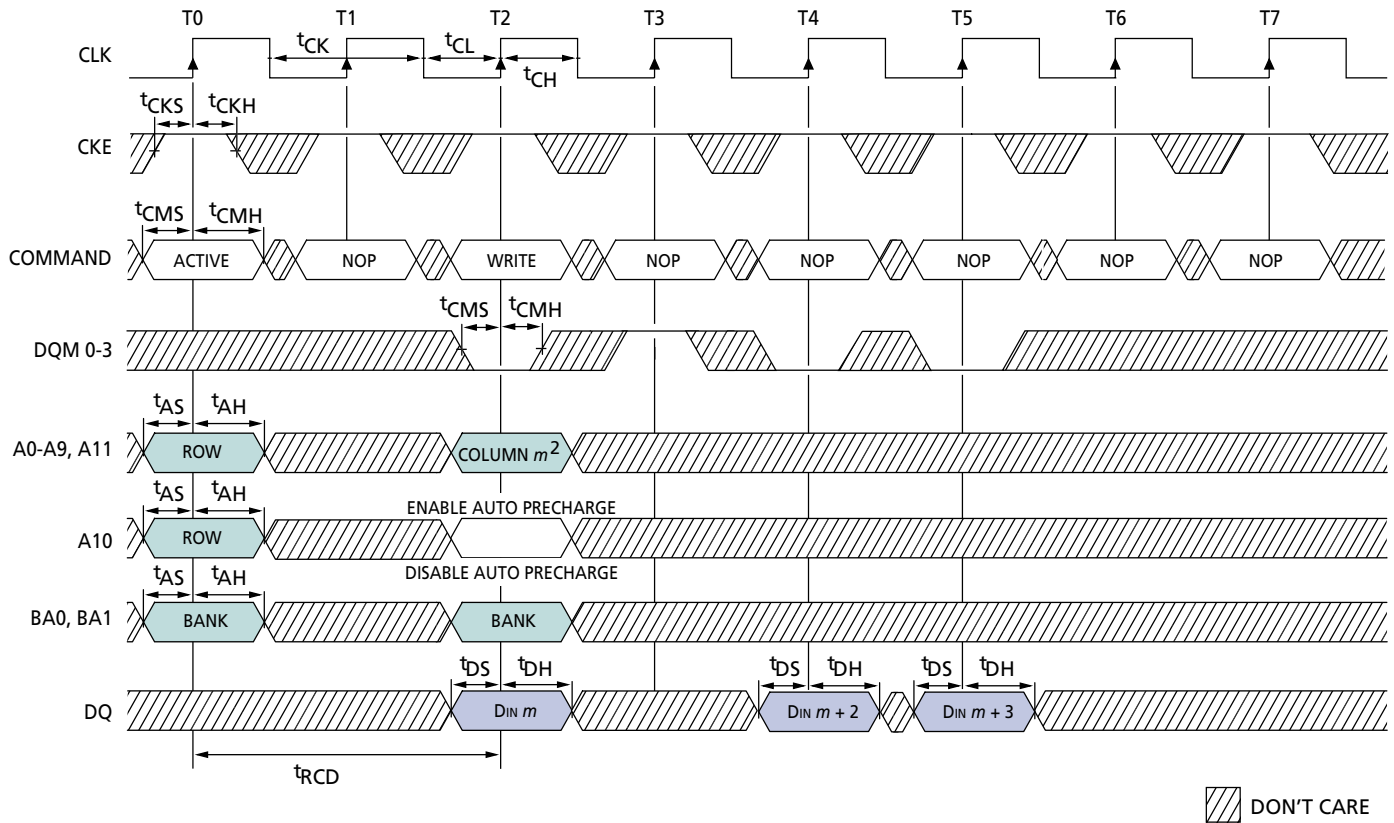 T0 T1 T2 T3 T4 T5 T6 T7
CLK tCK tCL tCH
tCKS tCKH
CKE
tCMS tCMH
COMMAND ACTIVE NOP WRITE NOP NOP NOP NOP NOP
tCMS tCMH
DQM 0-3
tAS tAH
A0-A9, A11 ROW COLUMN m2
tAS tAH ENABLE AUTO PRECHARGE
A10 ROW
tAS tAH DISABLE AUTO PRECHARGE
BA0, BA1 BANK BANK
tDS tDH tDS tDH tDS tDH
DQ DIN m DIN m + 2 DIN m + 3
tRCD
DON'T CARE